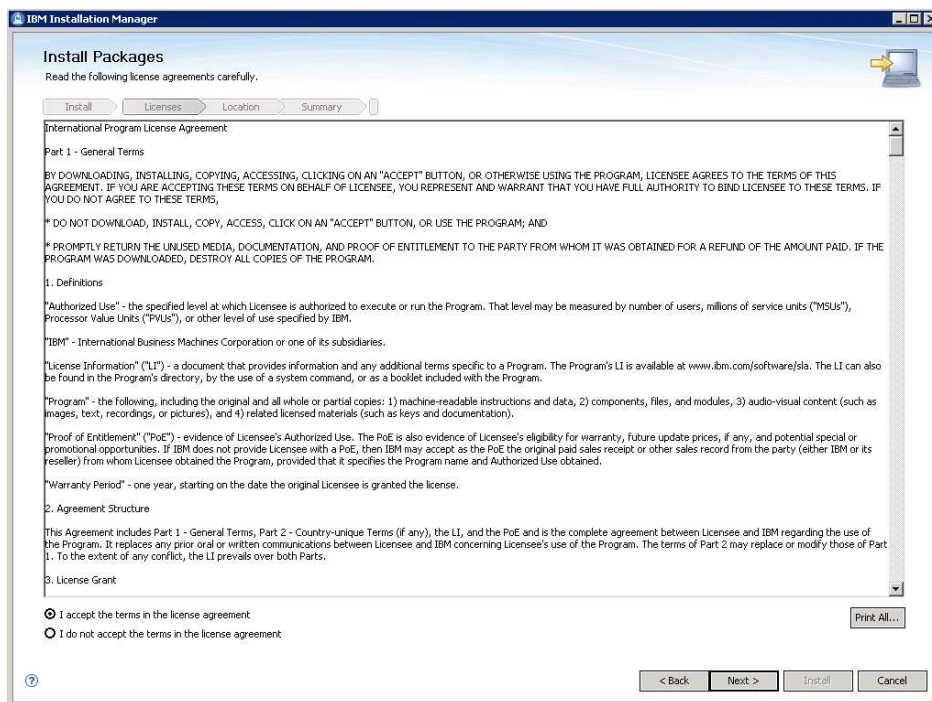 IBM Installation Manager
Install Packages
Read the following license agreements carefully.
Install
Licenses
Location
Summary
International Program License Agreement
Part 1 - General Terms
BY DOWNLOADING, INSTALLING, COPYING, ACCESSING, CLICKING ON AN "ACCEPT" BUTTON, OR OTHERWISE USING THE PROGRAM, LICENSEE AGREES TO THE TERMS OF THIS
AGREEMENT. IF YOU ARE ACCEPTING THESE TERMS ON BEHALF OF LICENSEE, YOU REPRESENT AND WARRANT THAT YOU HAVE FULL AUTHORITY TO BIND LICENSEE TO THESE TERMS. IF
YOU DO NOT AGREE TO THESE TERMS,
* DO NOT DOWNLOAD, INSTALL, COPY, ACCESS, CLICK ON AN "ACCEPT" BUTTON, OR USE THE PROGRAM; AND
* PROMPTLY RETURN THE UNUSED MEDIA, DOCUMENTATION, AND PROOF OF ENTITLEMENT TO THE PARTY FROM WHOM IT WAS OBTAINED FOR A REFUND OF THE AMOUNT PAID. IF THE
PROGRAM WAS DOWNLOADED, DESTROY ALL COPIES OF THE PROGRAM.
1. Definitions
"Authorized Use" - the specified level at which Licensee is authorized to execute or run the Program. That level may be measured by number of users, millions of service units ("MSUs"),
Processor Value Units ("PVUs"), or other level of use specified by IBM.
"IBM" - International Business Machines Corporation or one of its subsidiaries.
"License Information" ("LI") - a document that provides information and any additional terms specific to a Program. The Program's LI is available at www.ibm.com/software/sla. The LI can also
be found in the Program's directory, by the use of a system command, or as a booklet included with the Program.
"Program" - the following, including the original and all whole or partial copies: 1) machine-readable instructions and data, 2) components, files, and modules, 3) audio-visual content (such as
images, text, recordings, or pictures), and 4) related licensed materials (such as keys and documentation).
"Proof of Entitlement" ("PoE") - evidence of Licensee's Authorized Use. The PoE is also evidence of Licensee's eligibility for warranty, future update prices, if any, and potential special or
promotional opportunities. If IBM does not provide Licensee with a PoE, then IBM may accept as the PoE the original paid sales receipt or other sales record from the party (either IBM or its
reseller) from whom Licensee obtained the Program, provided that it specifies the Program name and Authorized Use obtained.
"Warranty Period" - one year, starting on the date the original Licensee is granted the license.
2. Agreement Structure
This Agreement includes Part 1 - General Terms, Part 2 - Country-unique Terms (if any), the LI, and the PoE and is the complete agreement between Licensee and IBM regarding the use of
the Program. It replaces any prior oral or written communications between Licensee and IBM concerning Licensee's use of the Program. The terms of Part 2 may replace or modify those of Part
1. To the extent of any conflict, the LI prevails over both Parts.
3. License Grant
I accept the terms in the license agreement
Print All...
I do not accept the terms in the license agreement
?
< Back
Next >
Install
Cancel